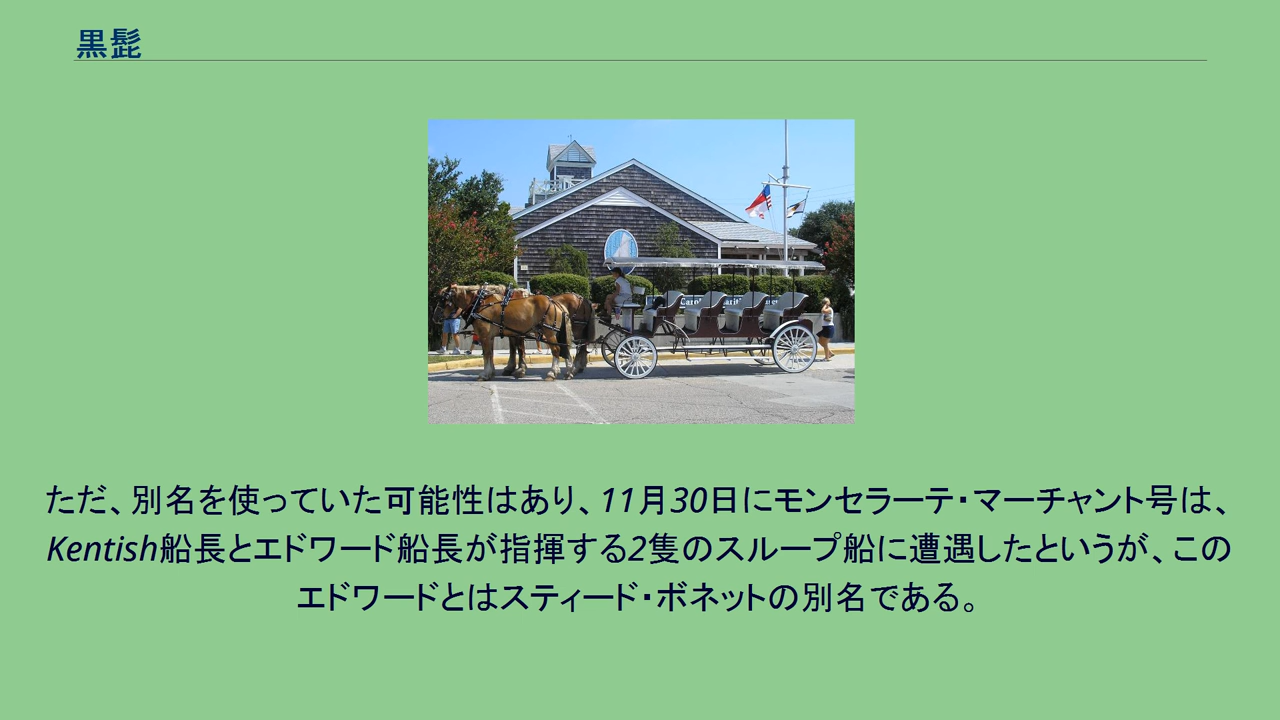 黒髭
ただ、別名を使っていた可能性はあり、11月30日にモンセラーテ・マーチャント号は、
Kentish船長とエドワード船長が指揮する2隻のスループ船に遭遇したというが、この
エドワードとはスティード・ボネットの別名である。